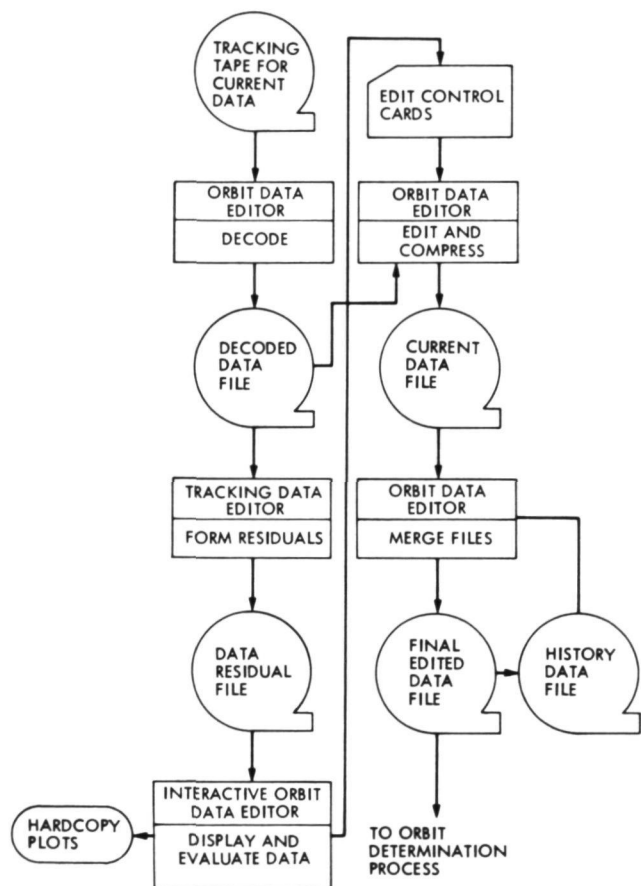 TRACKING
TAPE FOR
CURRENT
DATA
ORBIT DATA
EDITOR
DECODE
DECODED
DATA
FILE
TRACKING DATA
EDITOR
FORM RESIDUALS
DATA
RESIDUAL
FILE
INTERACTIVE ORBIT
DATA EDITOR
DISPLAY AND
EVALUATE DATA
HARDCOPY
PLOTS
EDIT CONTROL
CARDS
ORBIT DATA
EDITOR
EDIT AND
COMPRESS
CURRENT
DATA
FILE
ORBIT DATA
EDITOR
MERGE FILES
FINAL
EDITED
DATA
FILE
HISTORY
DATA
FILE
TO ORBIT
DETERMINATION
PROCESS